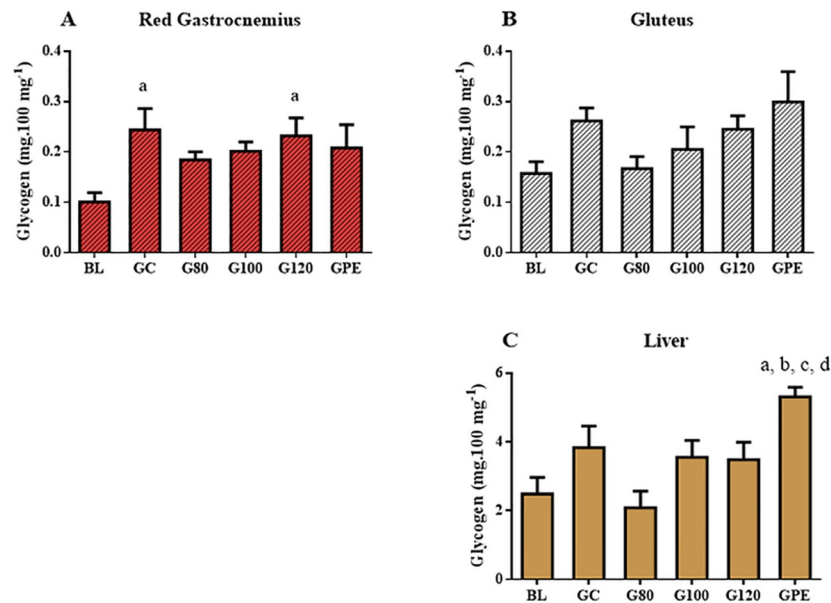 A Red Gastrocnemius
Glycogen (mg.100 mg⁻¹)
0.4
0.3
0.2
0.1
0.0
a
a
BL GC G80 G100 G120 GPE
B Gluteus
Glycogen (mg.100 mg⁻¹)
0.4
0.3
0.2
0.1
0.0
BL GC G80 G100 G120 GPE
C Liver
Glycogen (mg.100 mg⁻¹)
6
4
2
0
a, b, c, d
BL GC G80 G100 G120 GPE